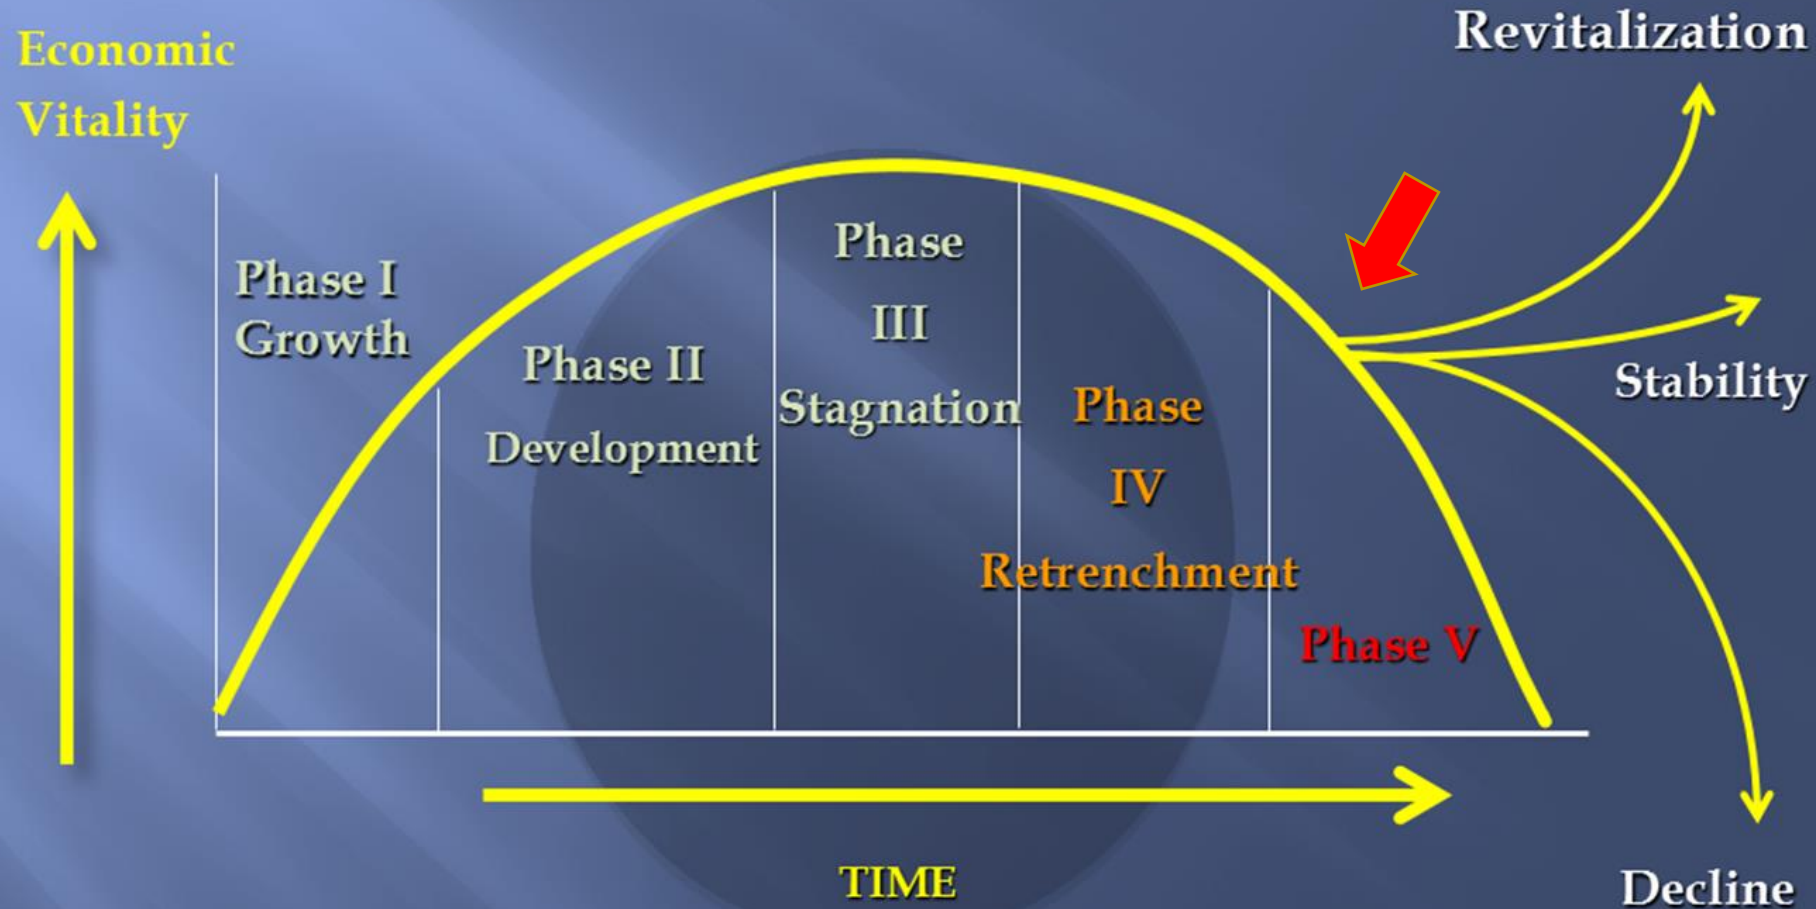 Economic
Vitality
Revitalization
Phase I
Growth
Phase II
Development
Phase
III
Stagnation
Phase
IV
Retrenchment
Phase V
Stability
TIME
Decline